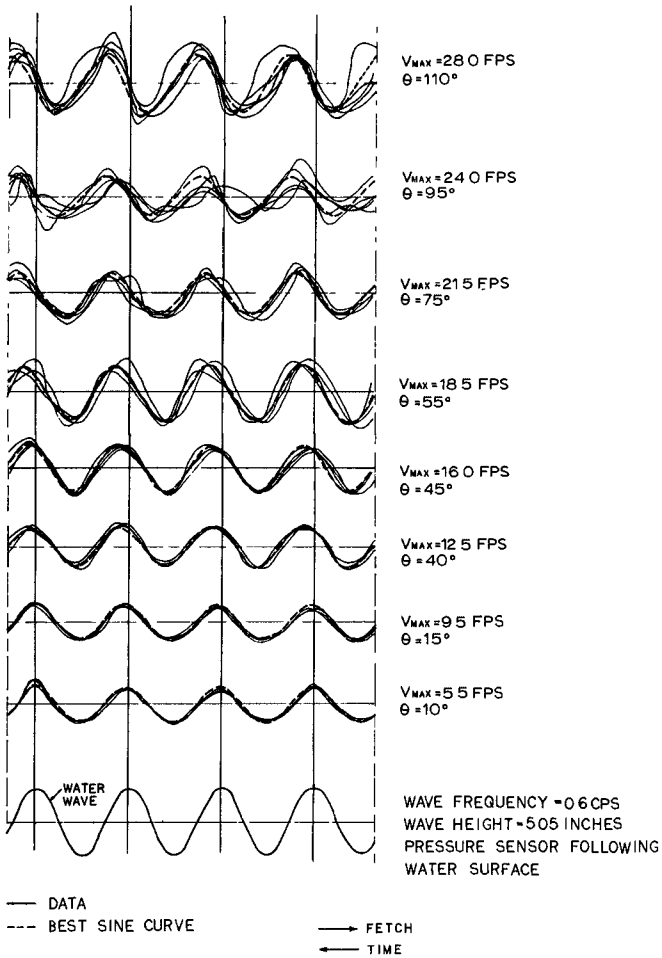 VMAX = 28 0 FPS
θ = 110°
VMAX = 24 0 FPS
θ = 95°
VMAX = 21 5 FPS
θ = 75°
VMAX = 18 5 FPS
θ = 55°
VMAX = 16 0 FPS
θ = 45°
VMAX = 12 5 FPS
θ = 40°
VMAX = 9 5 FPS
θ = 15°
VMAX = 5 5 FPS
θ = 10°
WATER
WAVE
WAVE FREQUENCY = 0 6 CPS
WAVE HEIGHT = 5 05 INCHES
PRESSURE SENSOR FOLLOWING
WATER SURFACE
DATA
BEST SINE CURVE
FETCH
TIME